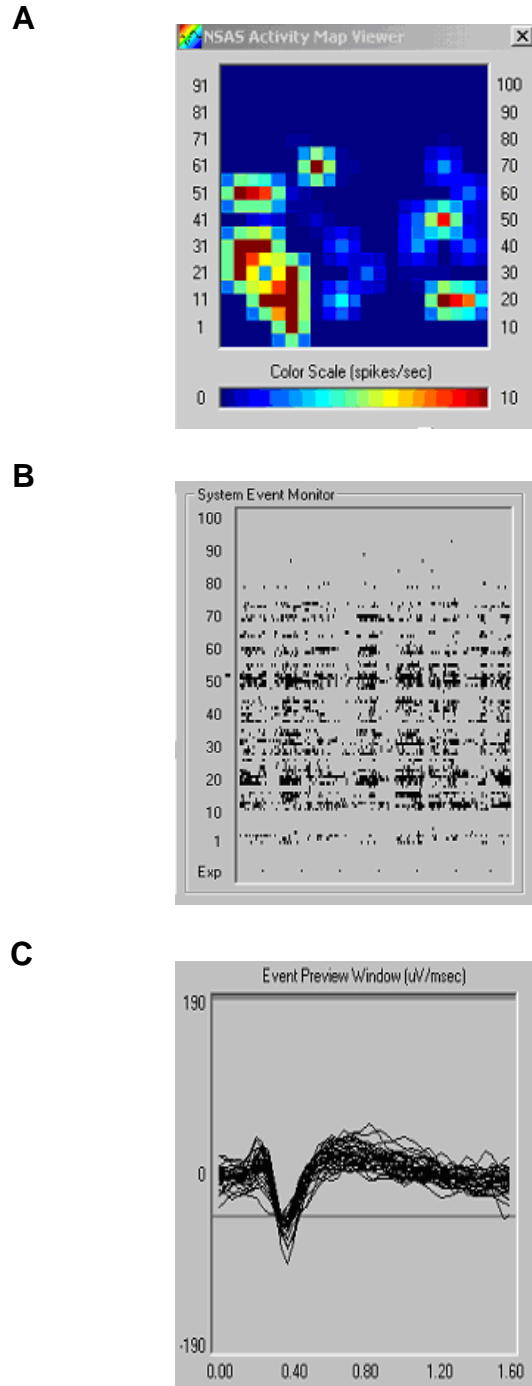 A
NSAS Activity Map Viewer
91 100
81 90
71 80
61 70
51 60
41 50
31 40
21 30
11 20
1 10
Color Scale (spikes/sec)
0 10
B
System Event Monitor
100
90
80
70
60
50
40
30
20
10
1
Exp
C
Event Preview Window (uV/msec)
190
0
-190
0.00 0.40 0.80 1.20 1.60